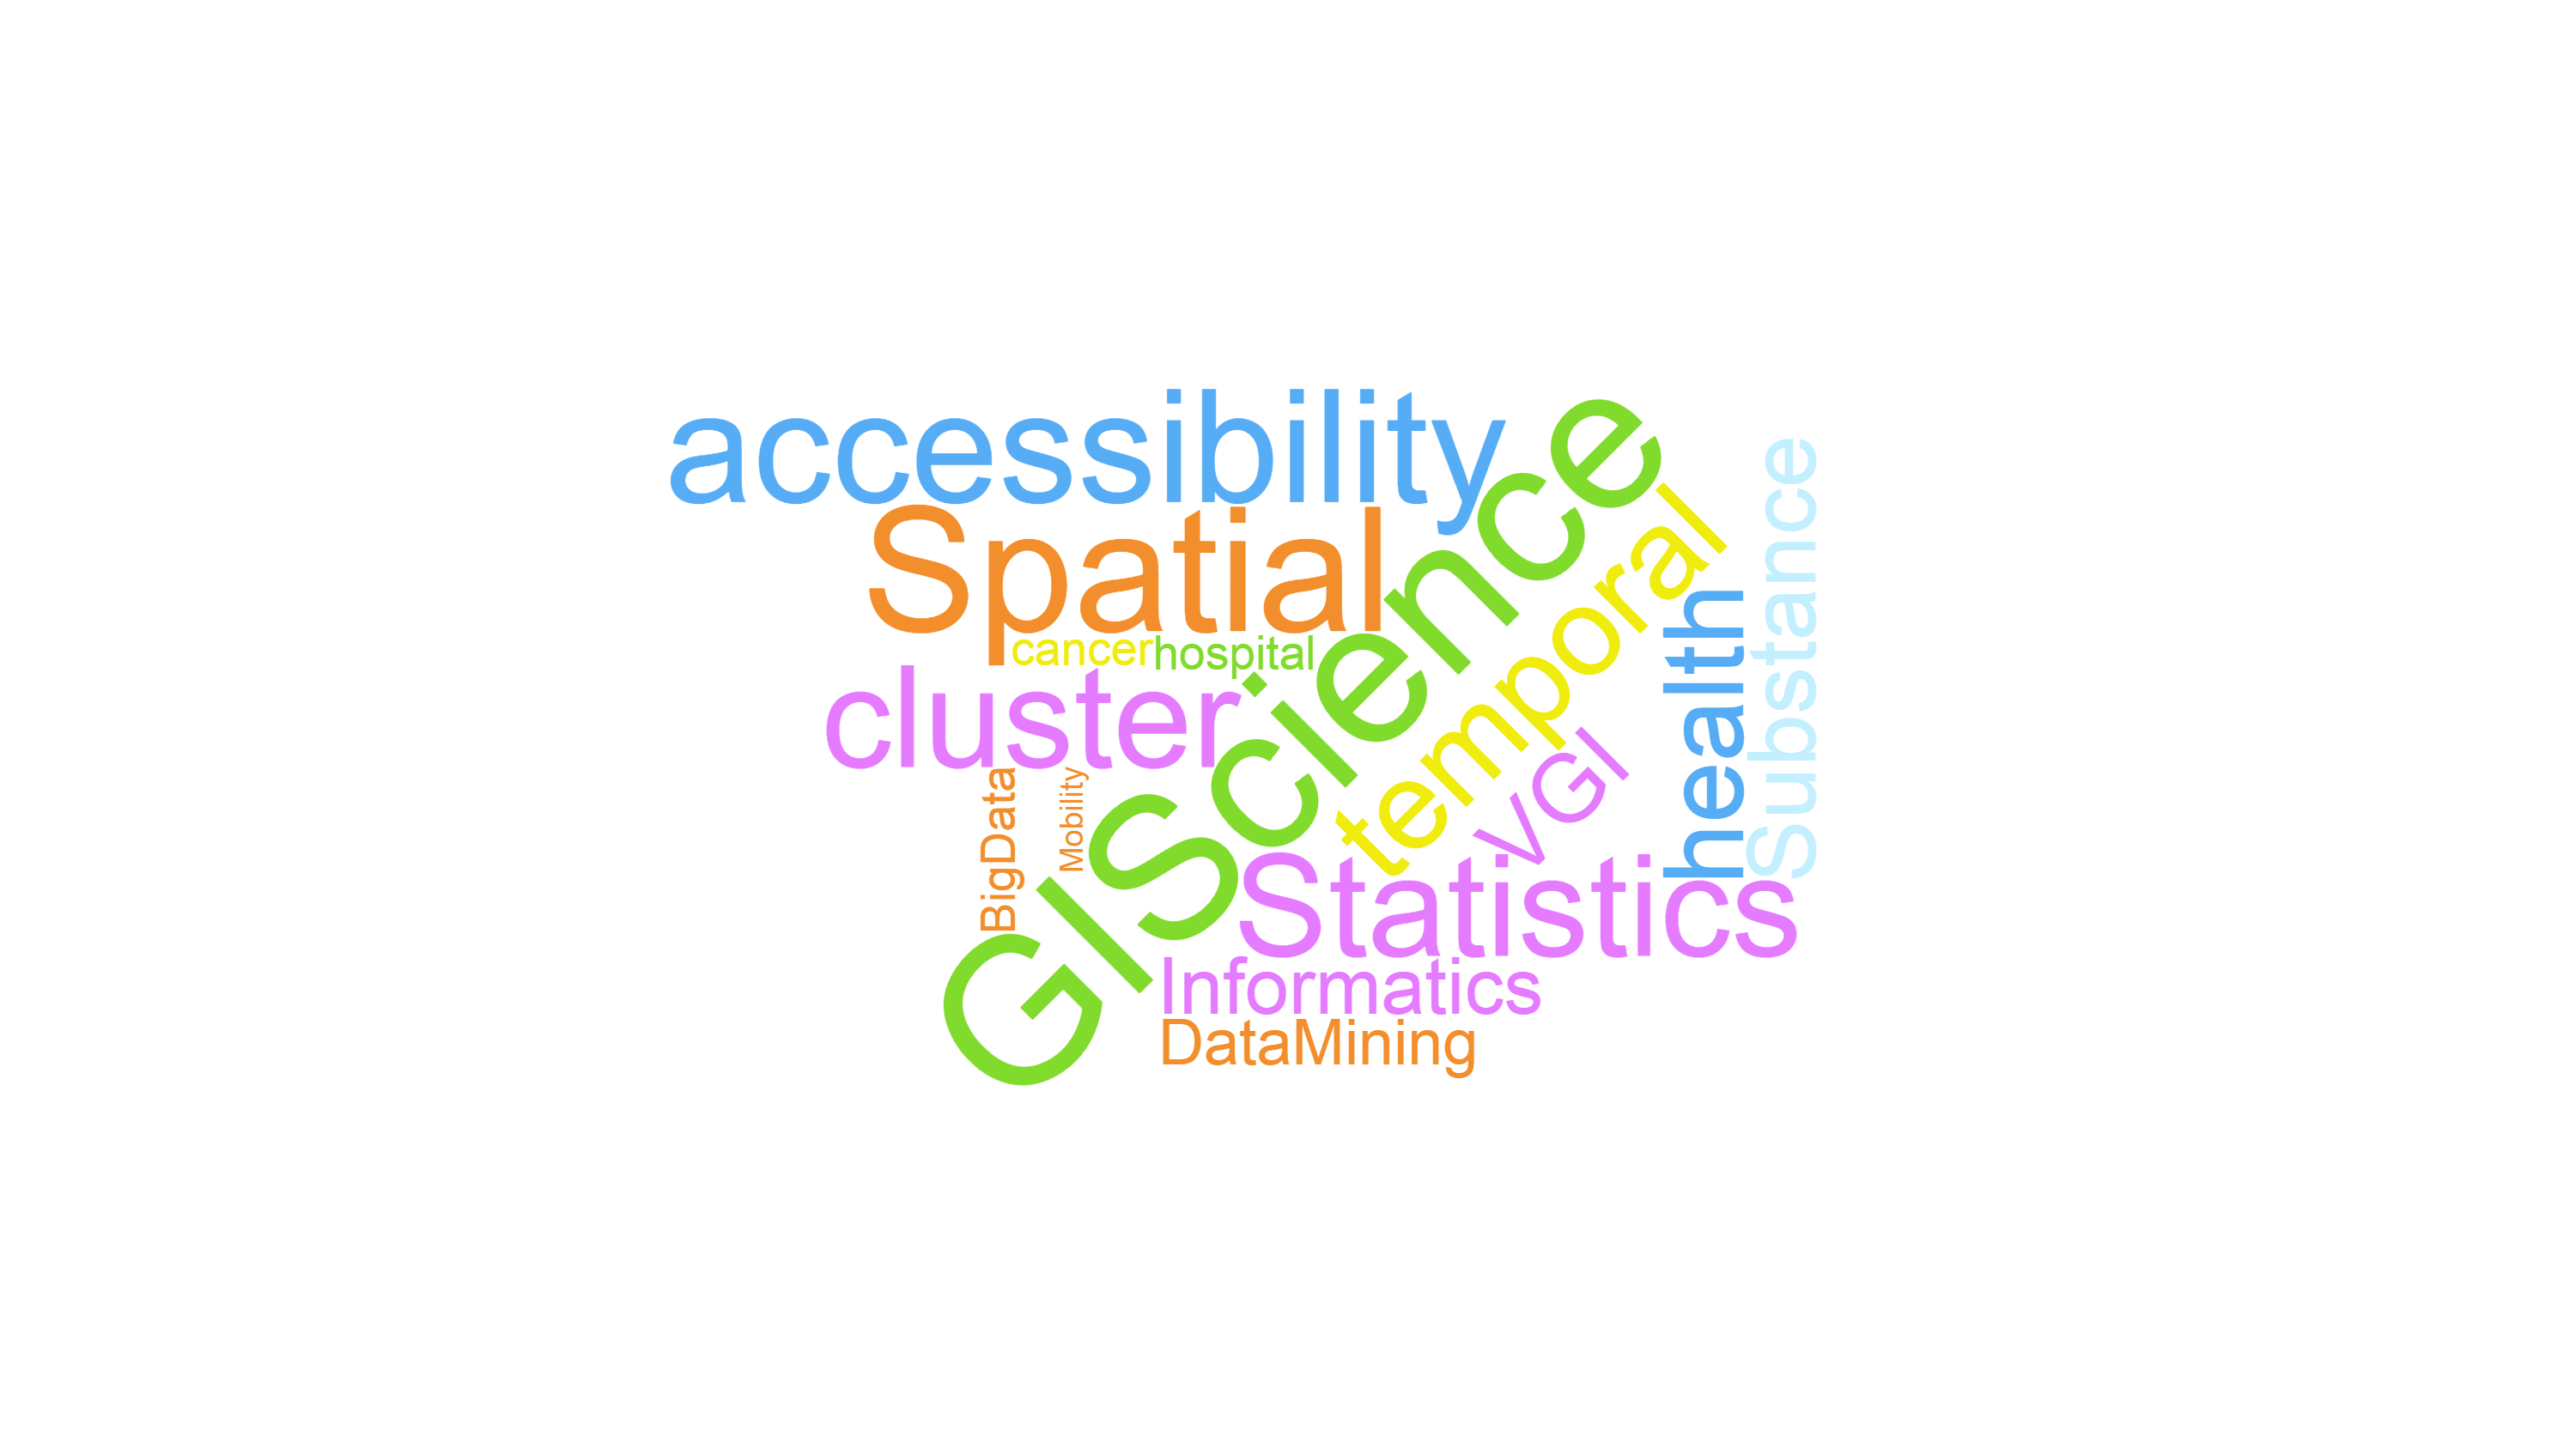 accessibility
Spatial
GIScience
temporal
substance
health
cancer
hospital
cluster
VGI
BigData
Mobility
Statistics
Informatics
DataMining